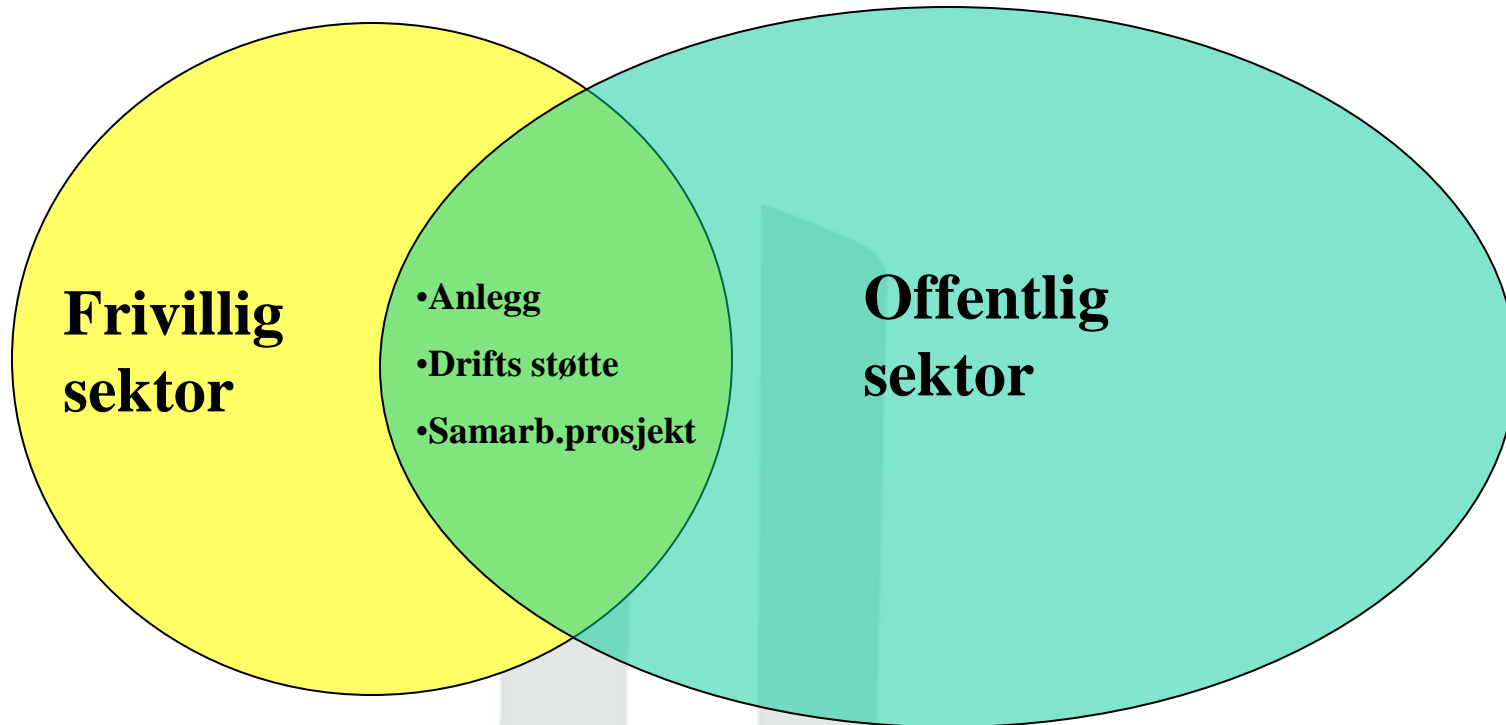 Frivillig
sektor
•Anlegg
•Drifts støtte
•Samarb.prosjekt
Offentlig
sektor